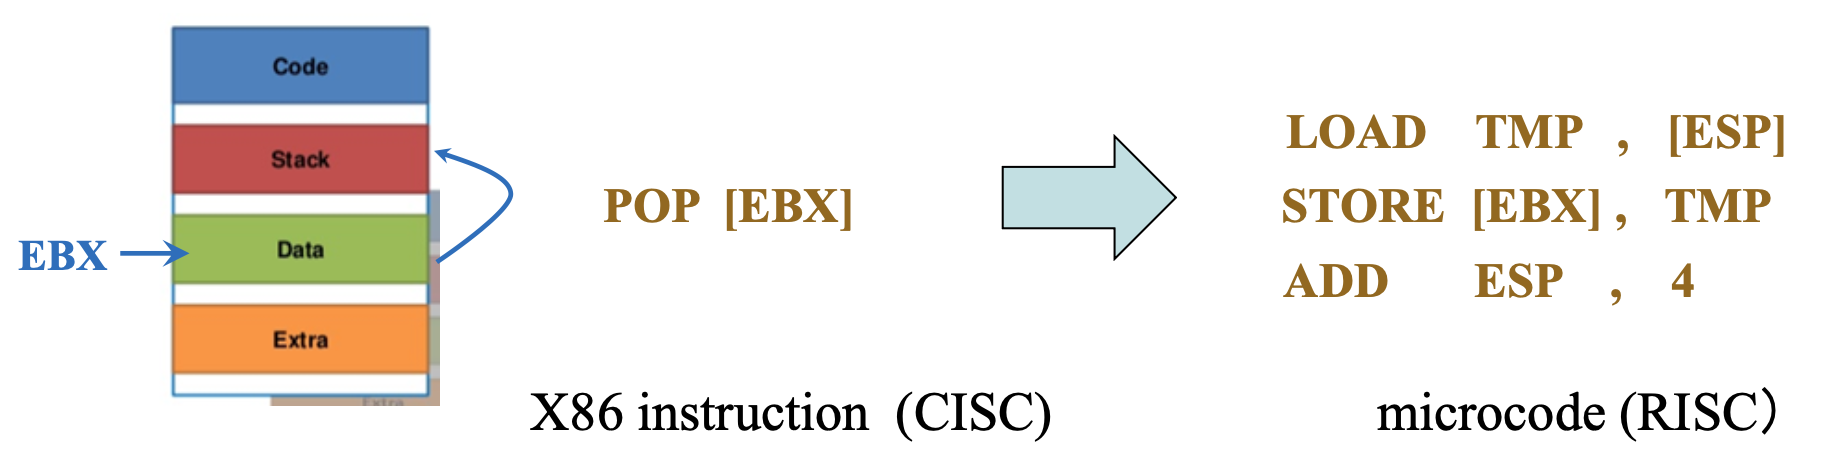 Code
Stack
Data
Extra
Extra
EBX
POP [EBX]
LOAD TMP , [ESP]
STORE [EBX] , TMP
ADD ESP , 4
X86 instruction (CISC)
microcode (RISC）